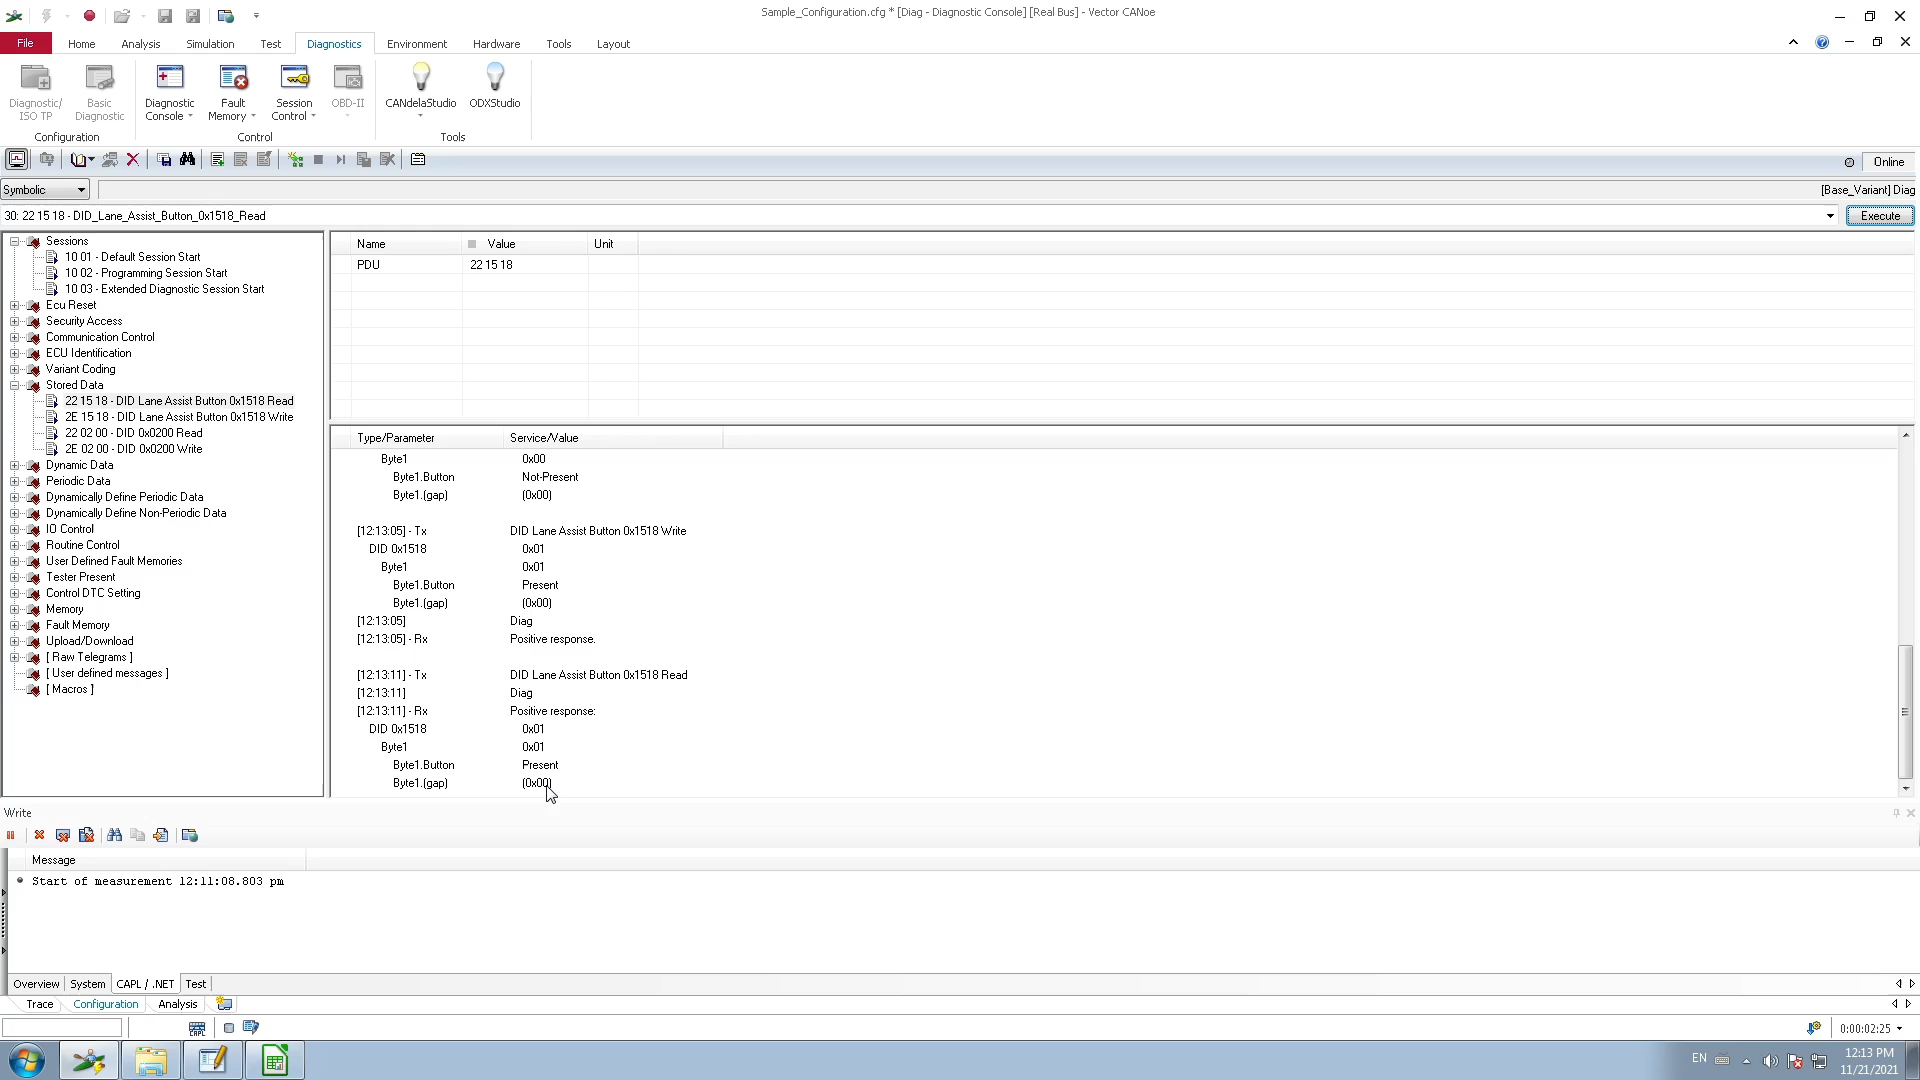 Sample_Configuration.cfg * [Diag - Diagnostic Console] [Real Bus] - Vector CANoe
File Home Analysis Simulation Test Diagnostics Environment Hardware Tools Layout
Diagnostic/ ISO TP
Basic Diagnostic
Diagnostic Console
Fault Memory
Session Control
OBD-II
CANdelaStudio
ODXStudio
Configuration Control Tools
Online
Symbolic
[Base_Variant] Diag
30: 22 15 18 - DID_Lane_Assist_Button_0x1518_Read
Execute
Sessions
10 01 - Default Session Start
10 02 - Programming Session Start
10 03 - Extended Diagnostic Session Start
Ecu Reset
Security Access
Communication Control
ECU Identification
Variant Coding
Stored Data
22 15 18 - DID Lane Assist Button 0x1518 Read
2E 15 18 - DID Lane Assist Button 0x1518 Write
22 02 00 - DID 0x0200 Read
2E 02 00 - DID 0x0200 Write
Dynamic Data
Periodic Data
Dynamically Define Periodic Data
Dynamically Define Non-Periodic Data
IO Control
Routine Control
User Defined Fault Memories
Tester Present
Control DTC Setting
Memory
Fault Memory
Upload/Download
[ Raw Telegrams ]
[ User defined messages ]
[ Macros ]
Name Value Unit
PDU 22 15 18
Type/Parameter Service/Value
Byte1 0x00
Byte1.Button Not-Present
Byte1.(gap) (0x00)
[12:13:05] - Tx DID Lane Assist Button 0x1518 Write
DID 0x1518 0x01
Byte1 0x01
Byte1.Button Present
Byte1.(gap) (0x00)
[12:13:05] Diag
[12:13:05] - Rx Positive response.
[12:13:11] - Tx DID Lane Assist Button 0x1518 Read
[12:13:11] Diag
[12:13:11] - Rx Positive response:
DID 0x1518 0x01
Byte1 0x01
Byte1.Button Present
Byte1.(gap) (0x00)
Write
Message
Start of measurement 12:11:08.803 pm
Overview System CAPL / .NET Test
Trace Configuration Analysis
0:00:02:25
EN
12:13 PM
11/21/2021